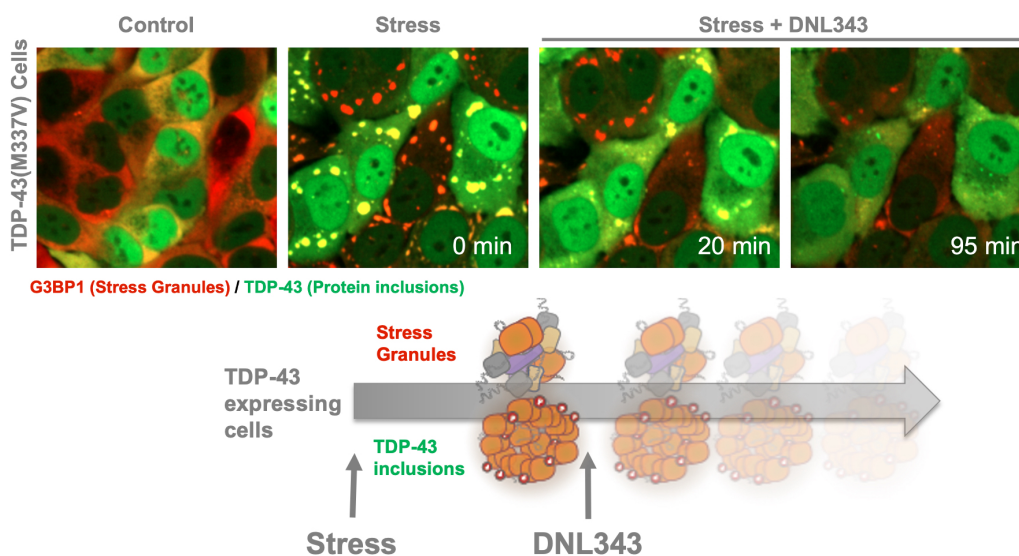 Control
Stress
Stress + DNL343
TDP-43(M337V) Cells
0 min
20 min
95 min
G3BP1 (Stress Granules) / TDP-43 (Protein inclusions)
Stress
Granules
TDP-43
expressing
cells
TDP-43
inclusions
Stress
DNL343